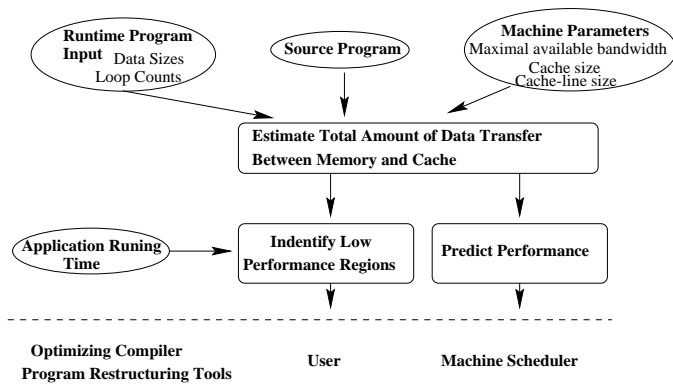 Runtime Program
Input Data Sizes
Loop Counts
Source Program
Machine Parameters
Maximal available bandwidth
Cache size
Cache-line size
Estimate Total Amount of Data Transfer
Between Memory and Cache
Application Runing
Time
Indentify Low
Performance Regions
Predict Performance
Optimizing Compiler
Program Restructuring Tools
User
Machine Scheduler